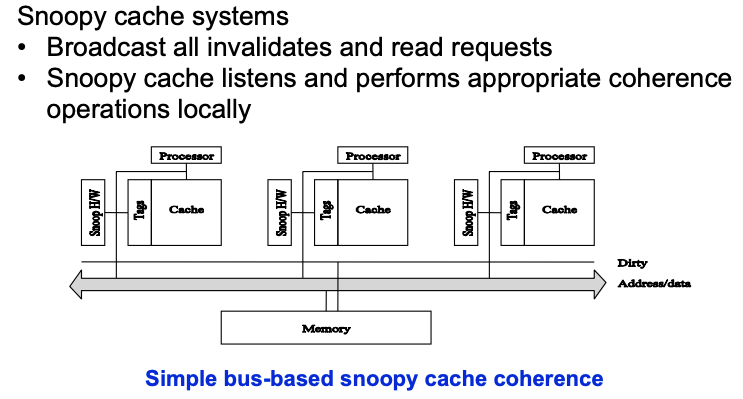 Snoopy cache systems
• Broadcast all invalidates and read requests
• Snoopy cache listens and performs appropriate coherence
operations locally
Processor
Processor
Processor
Snoop H/W
Tags
Cache
Snoop H/W
Tags
Cache
Snoop H/W
Tags
Cache
Dirty
Address/data
Memory
Simple bus-based snoopy cache coherence